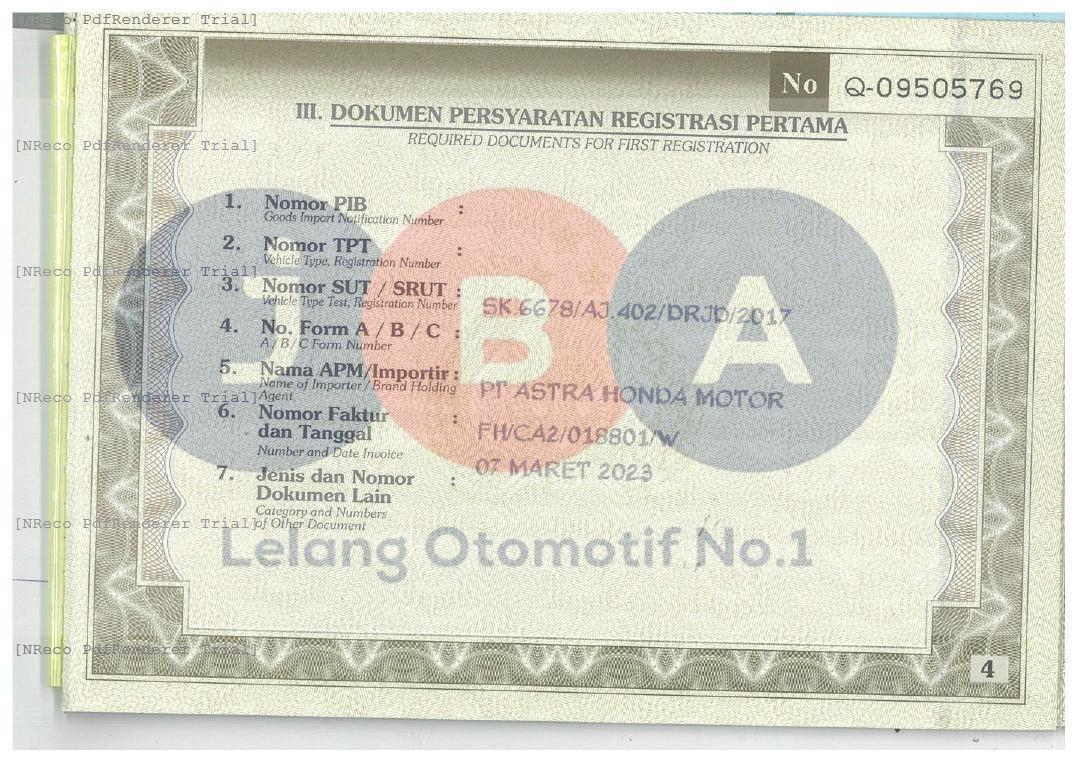 [NReco PdfRenderer Trial]
No Q-09505769
III. DOKUMEN PERSYARATAN REGISTRASI PERTAMA
REQUIRED DOCUMENTS FOR FIRST REGISTRATION
[NReco PdfRenderer Trial]
1. Nomor PIB :
Goods Import Notification Number
2. Nomor TPT :
Vehicle Type, Registration Number
[NReco PdfRenderer Trial]
3. Nomor SUT / SRUT :
Vehicle Type Test, Registration Number
SK.6678/AJ.402/DRJD/2017
4. No. Form A / B / C :
A / B / C Form Number
JBA
5. Nama APM/Importir :
Name of Importer / Brand Holding
Agent
PT ASTRA HONDA MOTOR
[NReco PdfRenderer Trial]
6. Nomor Faktur :
dan Tanggal
FH/CA2/018801/W
Number and Date Invoice
07 MARET 2023
7. Jenis dan Nomor :
Dokumen Lain
Category and Numbers
of Other Document
[NReco PdfRenderer Trial]
Lelang Otomotif No.1
[NReco PdfRenderer Trial]
4